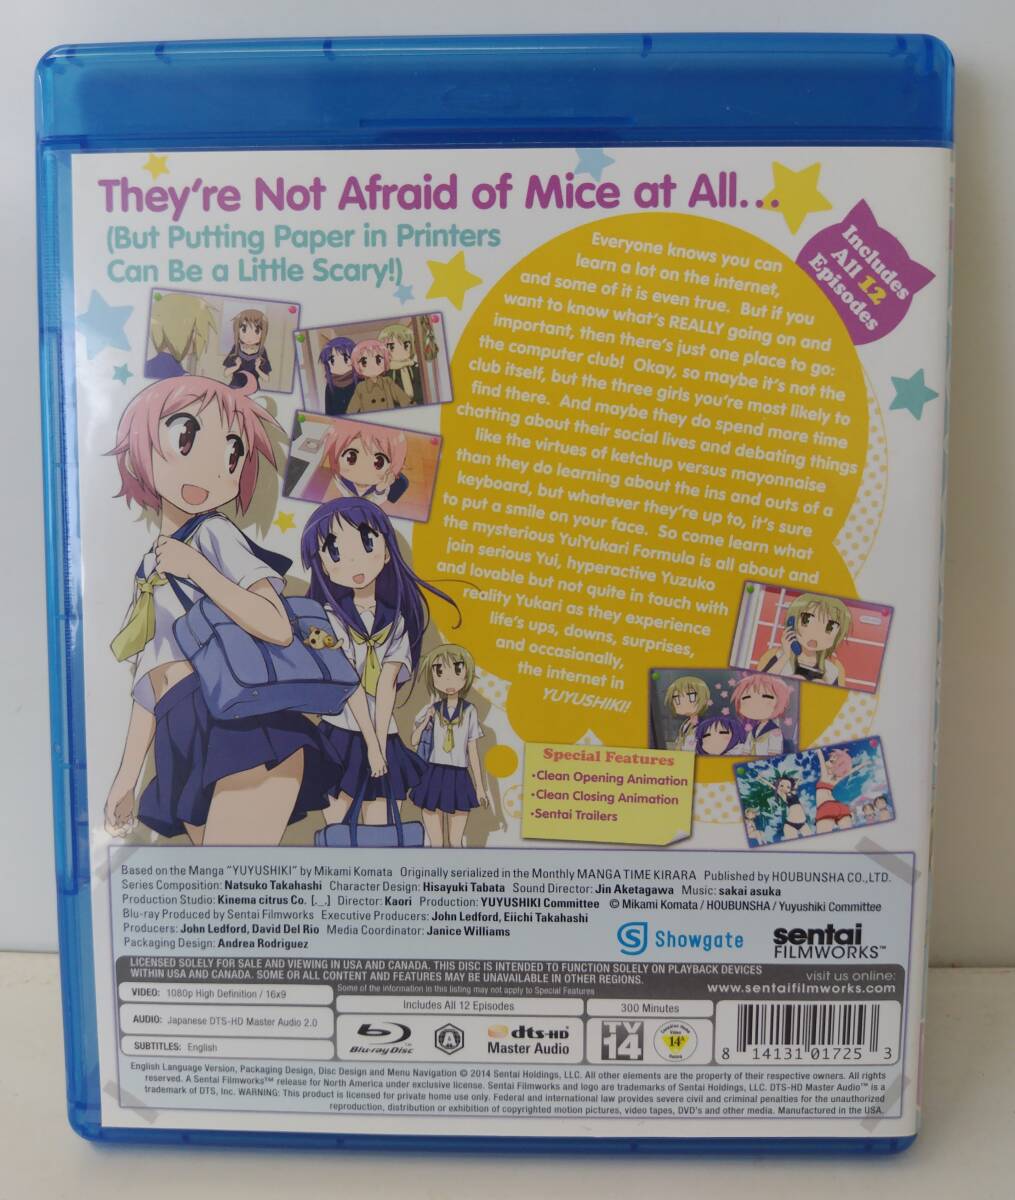 They're Not Afraid of Mice at All...
(But Putting Paper in Printers
Can Be a Little Scary!)
Includes
All 12
Episodes
Everyone knows you can
learn a lot on the internet,
and some of it is even true. But if you
want to know what's REALLY going on and
important, then there's just one place to go:
the computer club! Okay, so maybe it's not the
club itself, but the three girls you're most likely to
find there. And maybe they do spend more time
chatting about their social lives and debating things
like the virtues of ketchup versus mayonnaise
than they do learning about the ins and outs of a
keyboard, but whatever they're up to, it's sure
to put a smile on your face. So come learn what
the mysterious YuiYukari Formula is all about and
join serious Yui, hyperactive Yuzuko
and lovable but not quite in touch with
reality Yukari as they experience
life's ups, downs, surprises,
and occasionally,
the internet in
YUYUSHIKI!
Special Features
•Clean Opening Animation
•Clean Closing Animation
•Sentai Trailers
Based on the Manga "YUYUSHIKI" by Mikami Komata Originally serialized in the Monthly MANGA TIME KIRARA Published by HOUBUNSHA CO.,LTD.
Series Composition: Natsuko Takahashi Character Design: Hisayuki Tabata Sound Director: Jin Aketagawa Music: sakai asuka
Production Studio: Kinema citrus Co. [._.] Director: Kaori Production: YUYUSHIKI Committee © Mikami Komata / HOUBUNSHA / Yuyushiki Committee
Blu-ray Produced by Sentai Filmworks Executive Producers: John Ledford, Eiichi Takahashi
Producers: John Ledford, David Del Rio Media Coordinator: Janice Williams
Packaging Design: Andrea Rodriguez
Showgate
sentai
FILMWORKS™
LICENSED SOLELY FOR SALE AND VIEWING IN USA AND CANADA. THIS DISC IS INTENDED TO FUNCTION SOLELY ON PLAYBACK DEVICES
WITHIN USA AND CANADA. SOME OR ALL CONTENT AND FEATURES MAY BE UNAVAILABLE IN OTHER REGIONS.
Some of the information in this listing may not apply to Special Features
visit us online:
www.sentaifilmworks.com
VIDEO: 1080p High Definition / 16x9
AUDIO: Japanese DTS-HD Master Audio 2.0
SUBTITLES: English
Includes All 12 Episodes
300 Minutes
Blu-ray Disc
A
dts-HD
Master Audio
TV
14
Canadian Home
Video
14A
Rated
8 14131 01725 3
English Language Version, Packaging Design, Disc Design and Menu Navigation © 2014 Sentai Holdings, LLC. All other elements are the property of their respective owners. All rights
reserved. A Sentai Filmworks™ release for North America under exclusive license. Sentai Filmworks and logo are trademarks of Sentai Holdings, LLC. DTS-HD Master Audio™ is a
trademark of DTS, Inc. WARNING: This product is licensed for private home use only. Federal and international law provides severe civil and criminal penalties for the unauthorized
reproduction, distribution or exhibition of copyrighted motion pictures, video tapes, DVD's and other media. Manufactured in the USA.